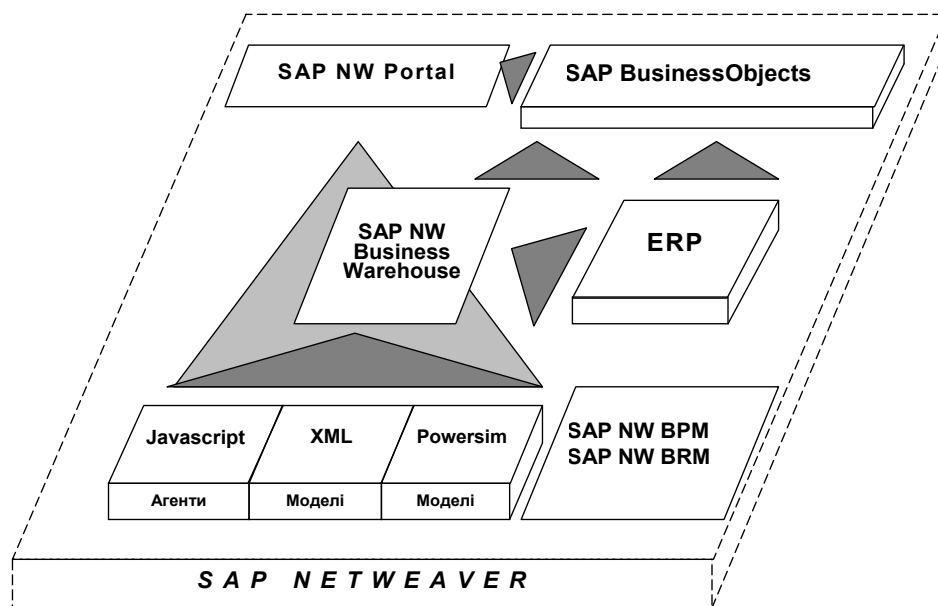 SAP NW Portal
SAP BusinessObjects
SAP NW
Business
Warehouse
ERP
Javascript
XML
Powersim
SAP NW BPM
SAP NW BRM
Агенти
Моделі
Моделі
SAP NETWEAVER